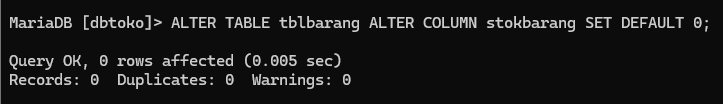 MariaDB [dbtoko]> ALTER TABLE tblbarang ALTER COLUMN stokbarang SET DEFAULT 0;
Query OK, 0 rows affected (0.005 sec)
Records: 0  Duplicates: 0  Warnings: 0